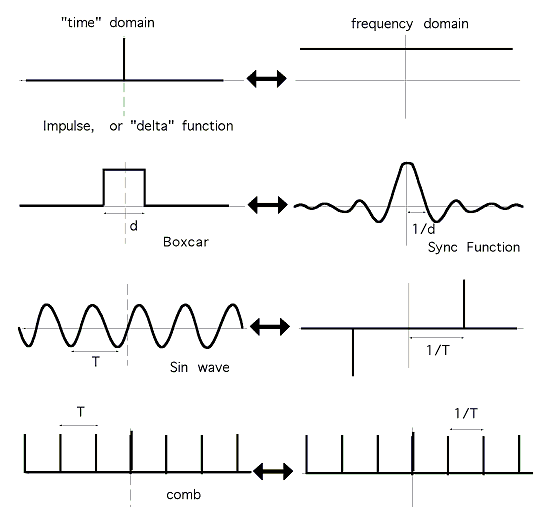 "time" domain
frequency domain
Impulse, or "delta" function
d
Boxcar
1/d
Sync Function
T
Sin wave
1/T
T
1/T
comb